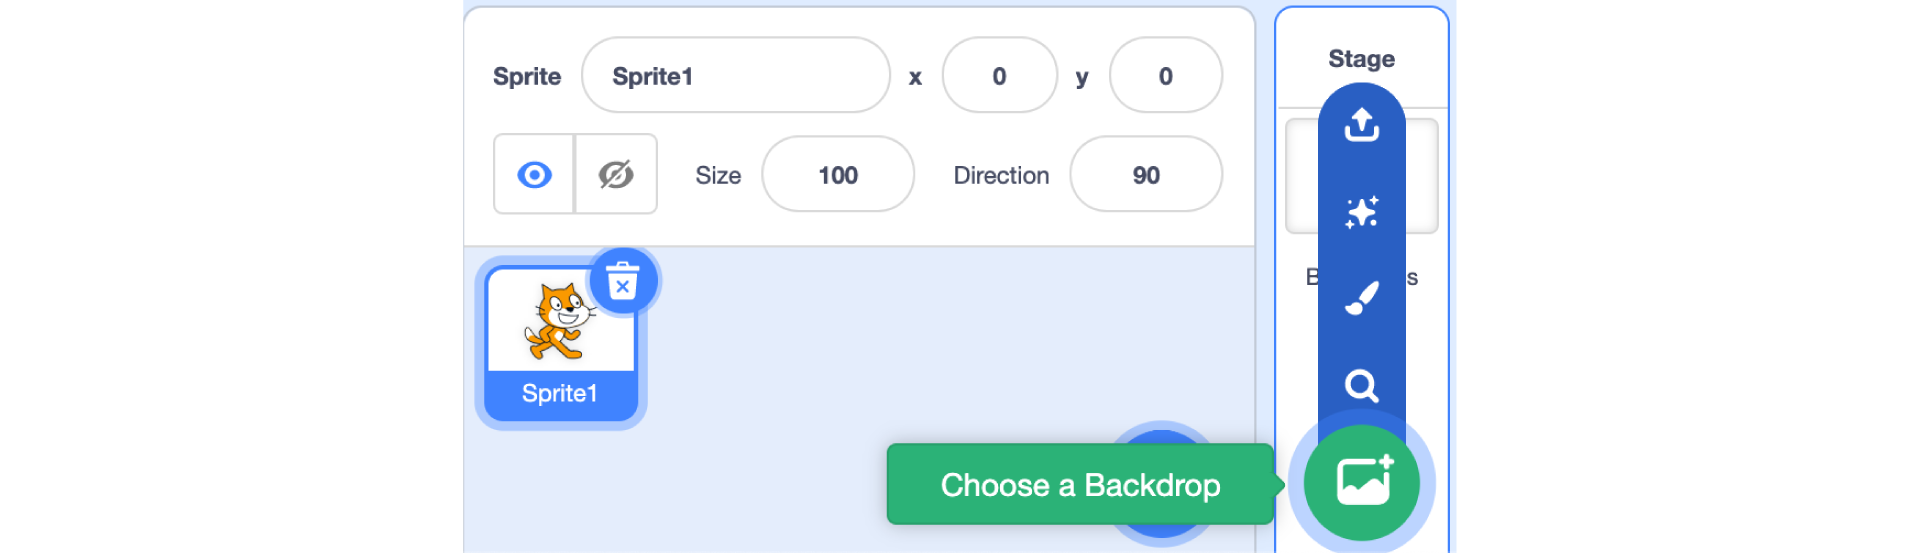 Sprite Sprite1 x 0 y 0
Size 100 Direction 90
Sprite1
Stage
Choose a Backdrop